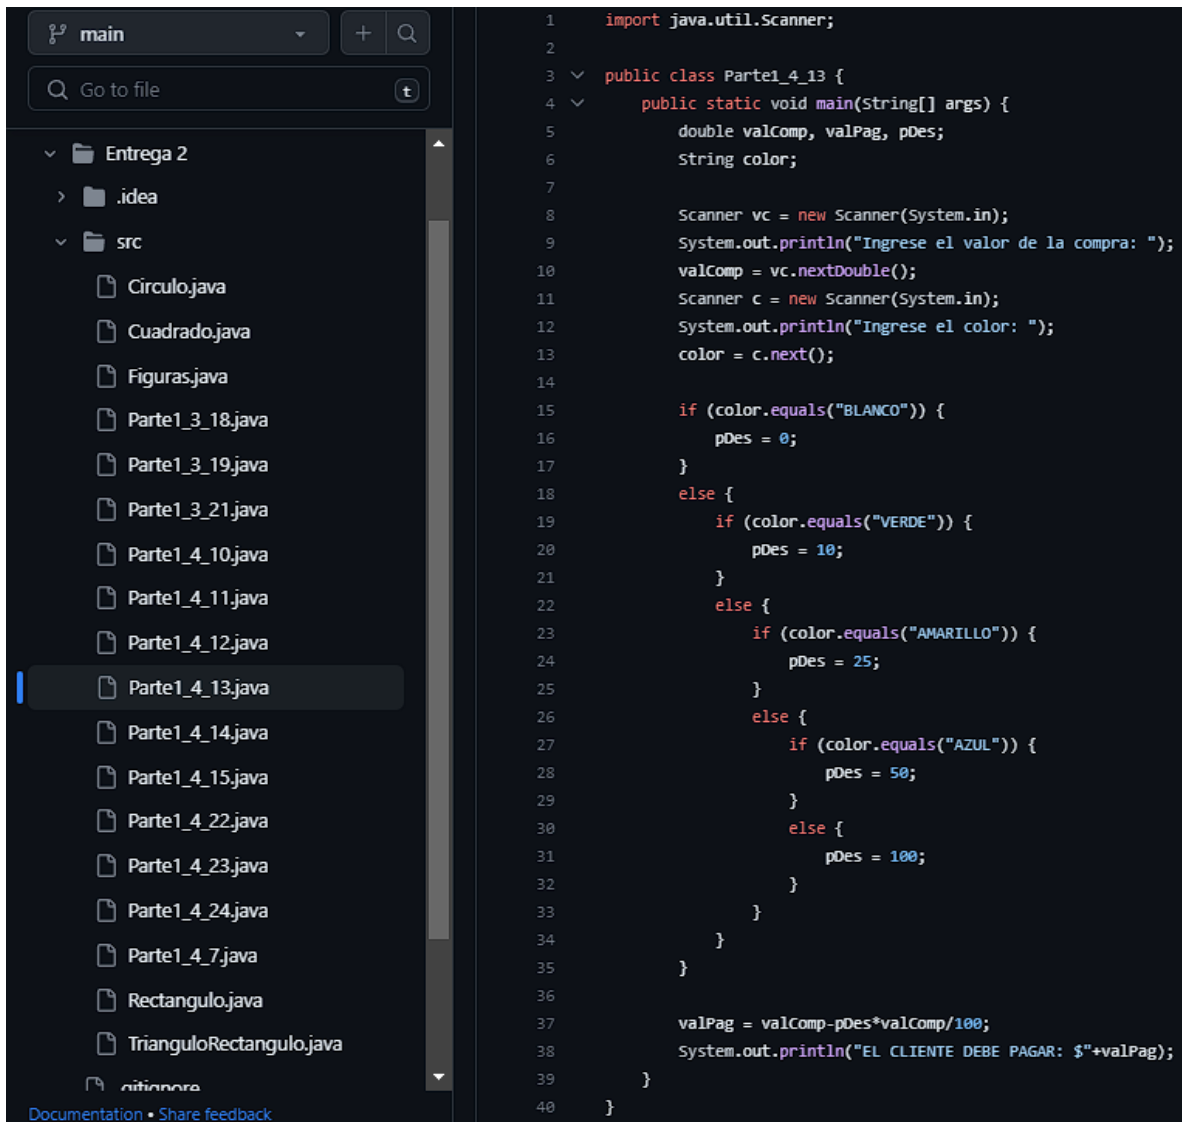 main
Go to file
t
Entrega 2
.idea
src
Circulo.java
Cuadrado.java
Figuras.java
Parte1_3_18.java
Parte1_3_19.java
Parte1_3_21.java
Parte1_4_10.java
Parte1_4_11.java
Parte1_4_12.java
Parte1_4_13.java
Parte1_4_14.java
Parte1_4_15.java
Parte1_4_22.java
Parte1_4_23.java
Parte1_4_24.java
Parte1_4_7.java
Rectangulo.java
TrianguloRectangulo.java
.gitignore
Documentation • Share feedback
1 import java.util.Scanner;
2
3 public class Parte1_4_13 {
4     public static void main(String[] args) {
5         double valComp, valPag, pDes;
6         String color;
7
8         Scanner vc = new Scanner(System.in);
9         System.out.println("Ingrese el valor de la compra: ");
10         valComp = vc.nextDouble();
11         Scanner c = new Scanner(System.in);
12         System.out.println("Ingrese el color: ");
13         color = c.next();
14
15         if (color.equals("BLANCO")) {
16             pDes = 0;
17         }
18         else {
19             if (color.equals("VERDE")) {
20                 pDes = 10;
21             }
22             else {
23                 if (color.equals("AMARILLO")) {
24                     pDes = 25;
25                 }
26                 else {
27                     if (color.equals("AZUL")) {
28                         pDes = 50;
29                     }
30                     else {
31                         pDes = 100;
32                     }
33                 }
34             }
35         }
36
37         valPag = valComp-pDes*valComp/100;
38         System.out.println("EL CLIENTE DEBE PAGAR: $"+valPag);
39     }
40 }